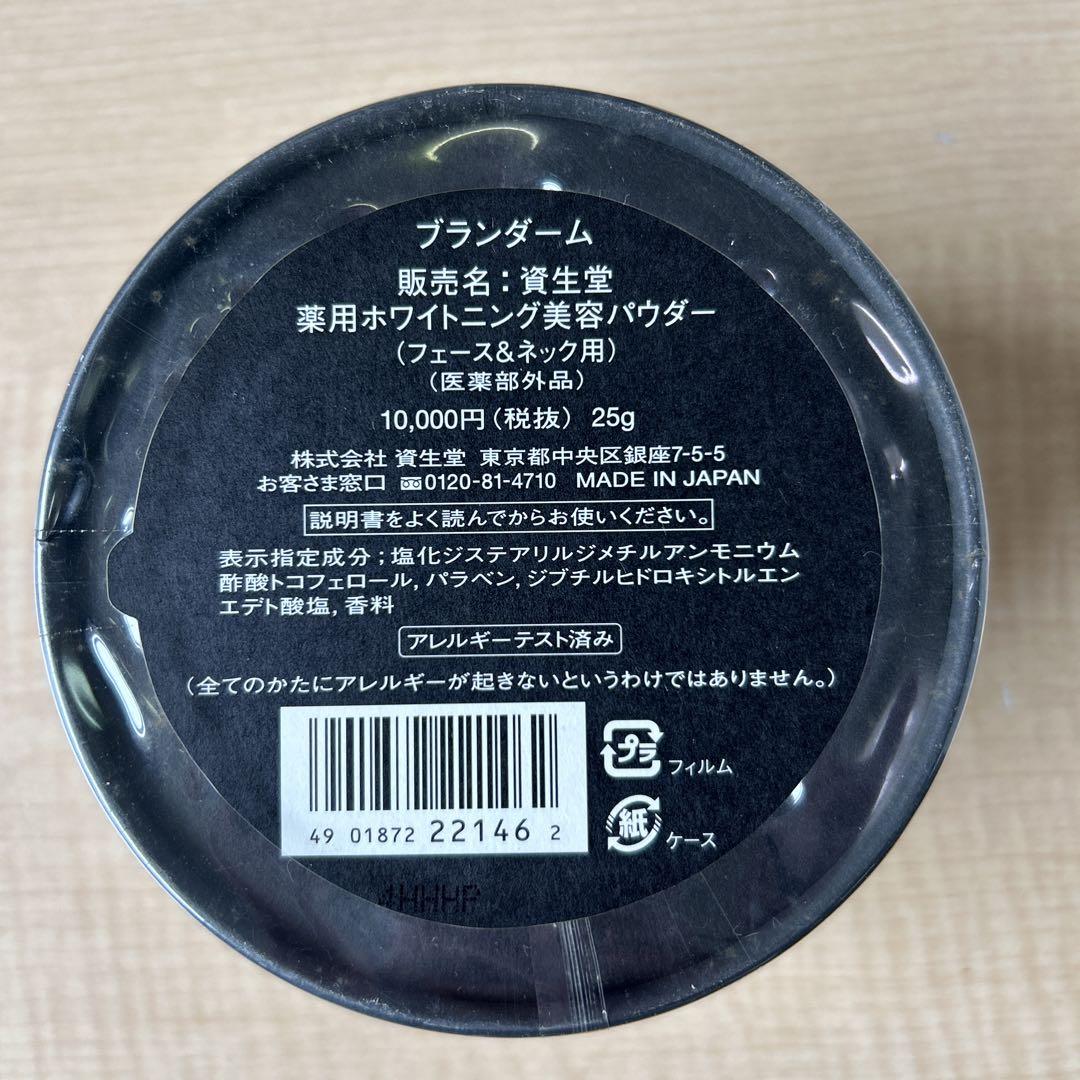 ブランダーム
販売名：資生堂
薬用ホワイトニング美容パウダー
（フェース&ネック用）
（医薬部外品）
10,000円（税抜） 25g
株式会社 資生堂 東京都中央区銀座7-5-5
お客さま窓口 0120-81-4710 MADE IN JAPAN
説明書をよく読んでからお使いください。
表示指定成分；塩化ジステアリルジメチルアンモニウム
酢酸トコフェロール, パラベン, ジブチルヒドロキシトルエン
エデト酸塩, 香料
アレルギーテスト済み
（全てのかたにアレルギーが起きないというわけではありません。）
49 01872 22146 2
プラ フィルム
紙 ケース